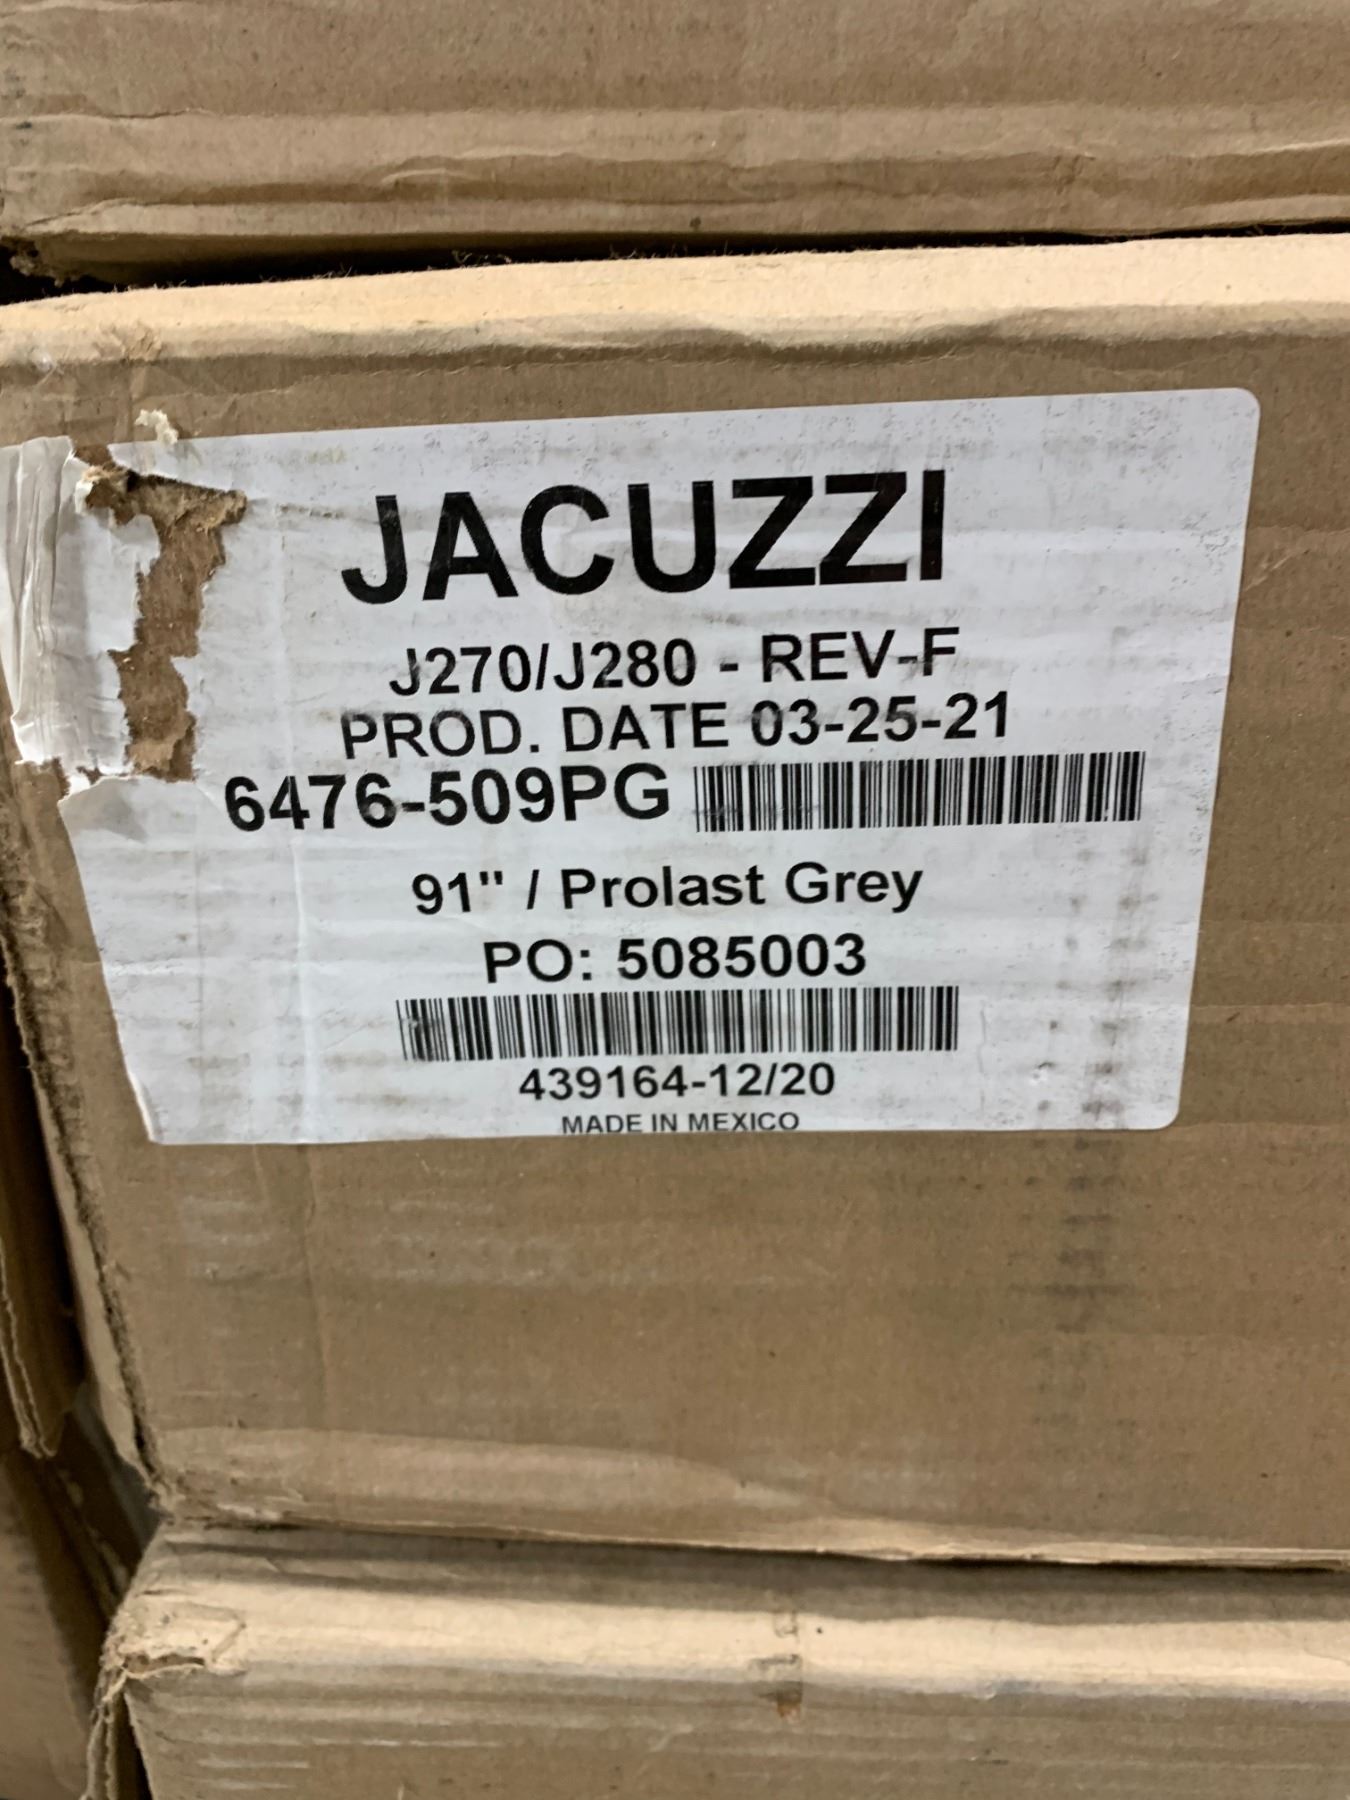 JACUZZI
J270/J280 - REV-F
PROD. DATE 03-25-21
6476-509PG
91" / Prolast Grey
PO: 5085003
439164-12/20
MADE IN MEXICO